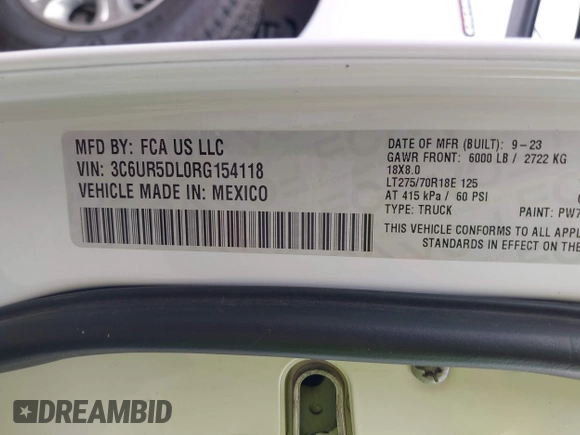 MFD BY: FCA US LLC
VIN: 3C6UR5DL0RG154118
VEHICLE MADE IN: MEXICO
DATE OF MFR (BUILT): 9-23
GAWR FRONT: 6000 LB / 2722 KG
18X8.0
LT275/70R18E 125
AT 415 kPa / 60 PSI
TYPE: TRUCK PAINT: PW7
THIS VEHICLE CONFORMS TO ALL APPL
STANDARDS IN EFFECT ON THE
DREAMBID